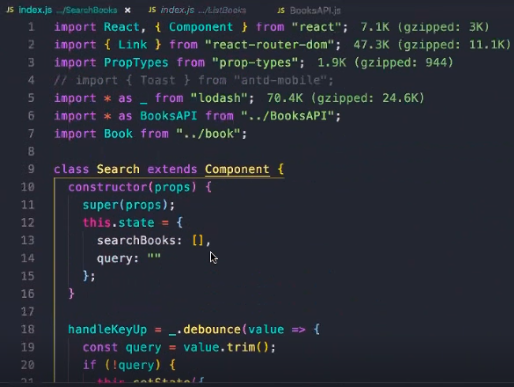 JS index.js .../SearchBooks × JS index.js .../ListBooks JS BooksAPI.js
1 import React, { Component } from "react"; 7.1K (gzipped: 3K)
2 import { Link } from "react-router-dom"; 47.3K (gzipped: 11.1K)
3 import PropTypes from "prop-types"; 1.9K (gzipped: 944)
4 // import { Toast } from "antd-mobile";
5 import * as _ from "lodash"; 70.4K (gzipped: 24.6K)
6 import * as BooksAPI from "../BooksAPI";
7 import Book from "../book";
8
9 class Search extends Component {
10 constructor(props) {
11 super(props);
12 this.state = {
13 searchBooks: [],
14 query: ""
15 };
16 }
17
18 handleKeyUp = _.debounce(value => {
19 const query = value.trim();
20 if (!query) {
21 this.setState({